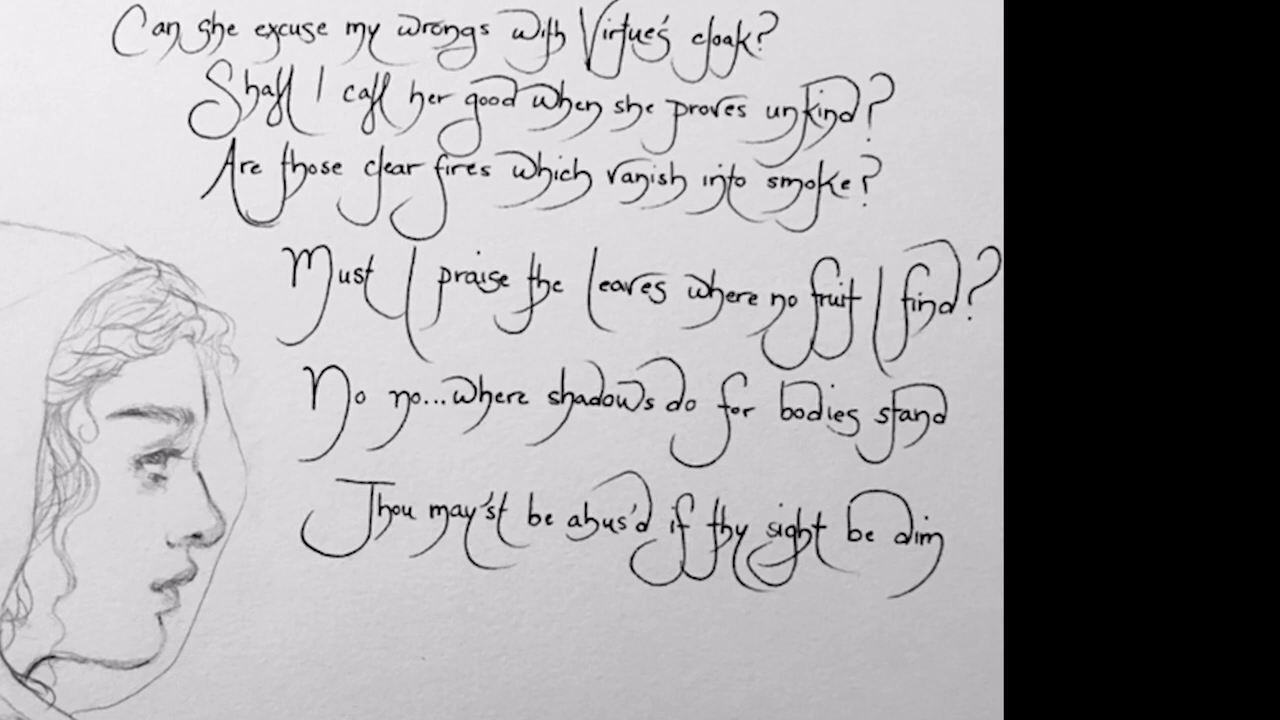 Can she excuse my wrongs with Virtue's cloak?
Shall I call her good when she proves unkind?
Are those clear fires which vanish into smoke?
Must I praise the leaves where no fruit I find?
No no...where shadows do for bodies stand
Thou may'st be abus'd if thy sight be dim